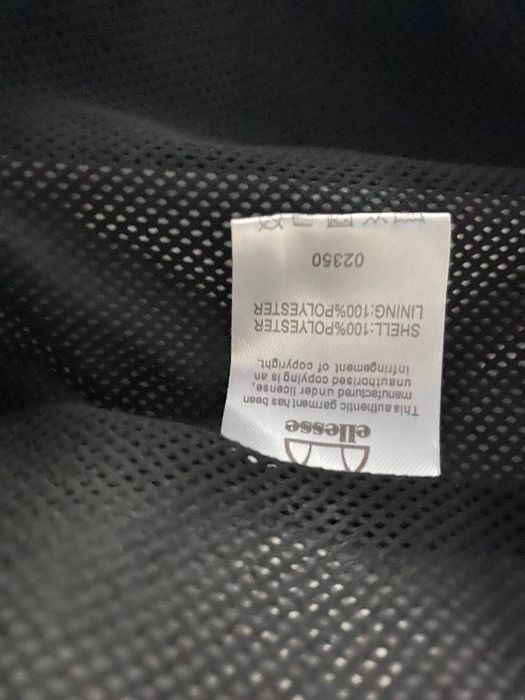 ellesse
This authentic garment has been
manufactured under license,
unauthorised copying is an
infringement of copyright.
SHELL:100%POLYESTER
LINING:100%POLYESTER
02350